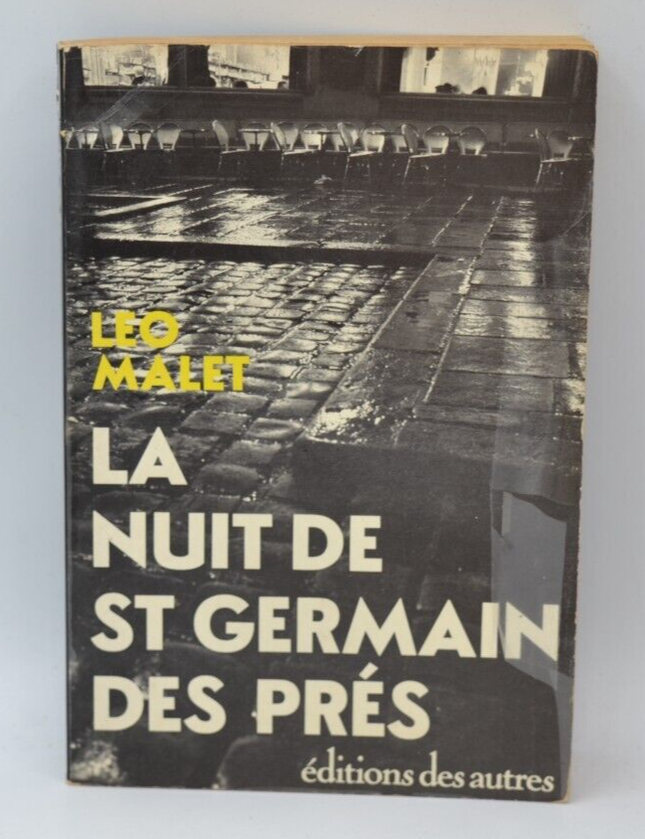 LEO
MALET
LA
NUIT DE
ST GERMAIN
DES PRÉS
éditions des autres